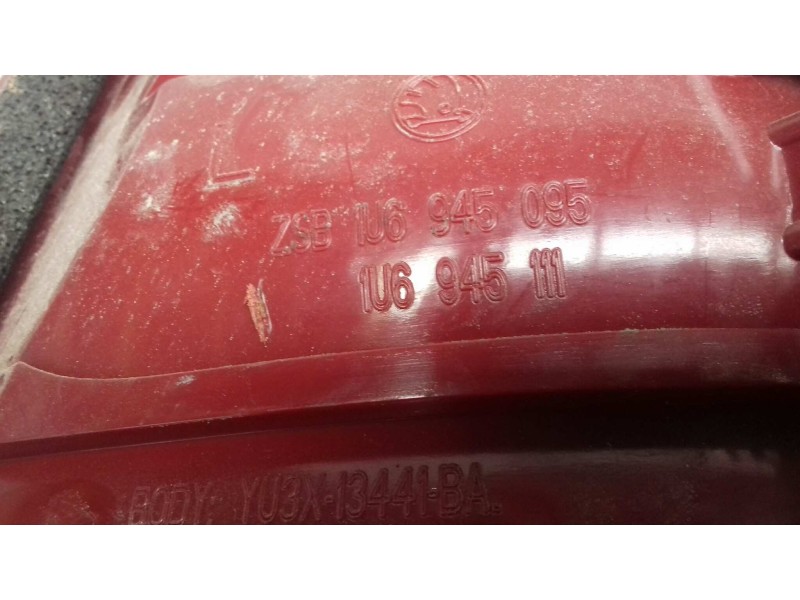 L
ZSB 1U6 945 095
1U6 945 111
BODY: YU3X-13441-BA